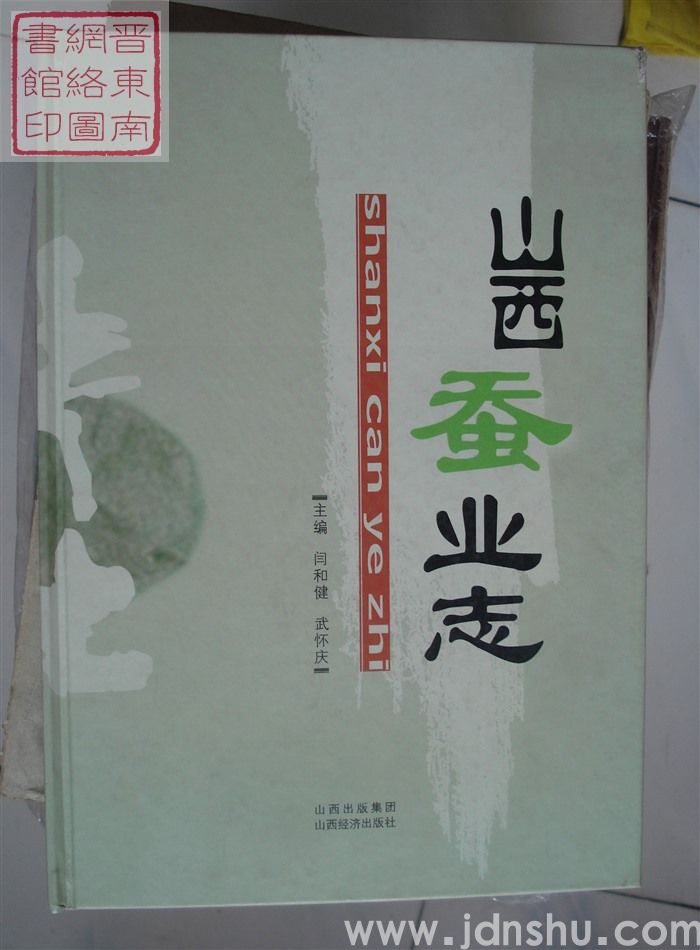 晋東南
網絡圖
書館印
山西蚕业志
shanxi can ye zhi
主编 闫和健 武怀庆
山西出版集团
山西经济出版社
www.jdnshu.com